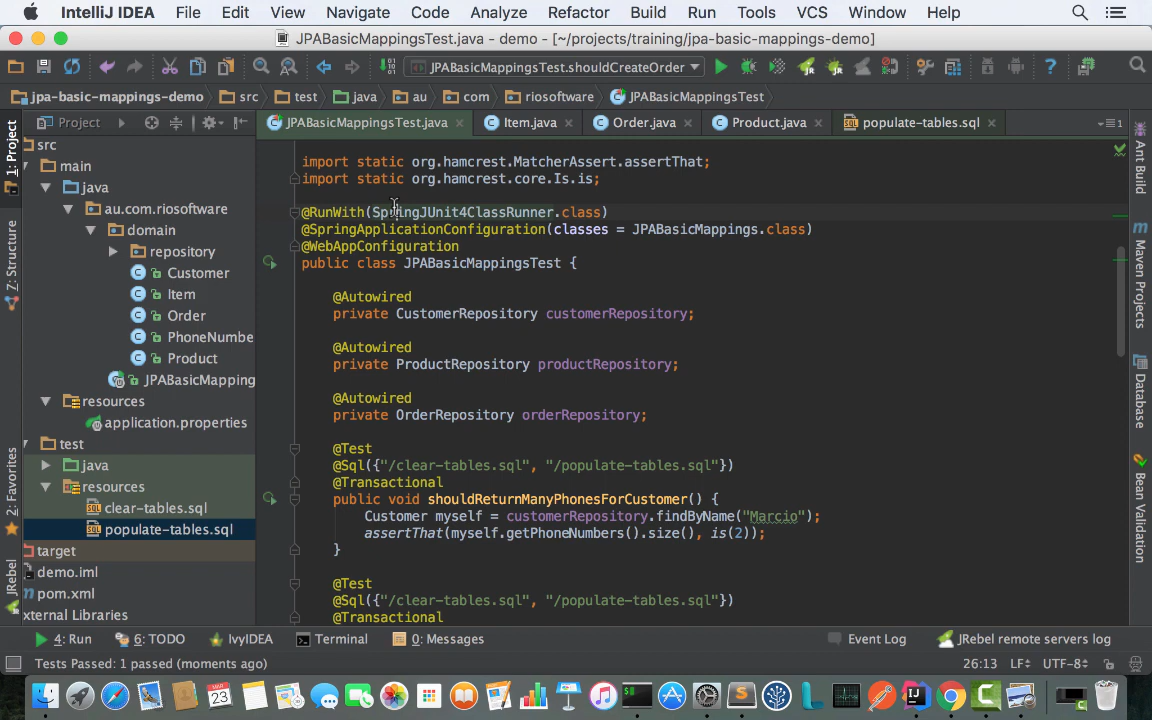 IntelliJ IDEA File Edit View Navigate Code Analyze Refactor Build Run Tools VCS Window Help
JPABasicMappingsTest.java – demo – [~/projects/training/jpa-basic-mappings-demo]
JPABasicMappingsTest.shouldCreateOrder
jpa-basic-mappings-demo src test java au com riosoftware JPABasicMappingsTest
1: Project
Z: Structure
2: Favorites
JRebel
Project
src
main
java
au.com.riosoftware
domain
repository
Customer
Item
Order
PhoneNumbe
Product
JPABasicMapping
resources
application.properties
test
java
resources
clear-tables.sql
populate-tables.sql
target
demo.iml
pom.xml
xternal Libraries
JPABasicMappingsTest.java Item.java Order.java Product.java populate-tables.sql
import static org.hamcrest.MatcherAssert.assertThat;
import static org.hamcrest.core.Is.is;
@RunWith(SpringJUnit4ClassRunner.class)
@SpringApplicationConfiguration(classes = JPABasicMappings.class)
@WebAppConfiguration
public class JPABasicMappingsTest {
@Autowired
private CustomerRepository customerRepository;
@Autowired
private ProductRepository productRepository;
@Autowired
private OrderRepository orderRepository;
@Test
@Sql({"/clear-tables.sql", "/populate-tables.sql"})
@Transactional
public void shouldReturnManyPhonesForCustomer() {
Customer myself = customerRepository.findByName("Marcio");
assertThat(myself.getPhoneNumbers().size(), is(2));
}
@Test
@Sql({"/clear-tables.sql", "/populate-tables.sql"})
@Transactional
Ant Build
Maven Projects
Database
Bean Validation
4: Run 6: TODO IvyIDEA Terminal 0: Messages Event Log JRebel remote servers log
Tests Passed: 1 passed (moments ago) 26:13 LF UTF-8
23